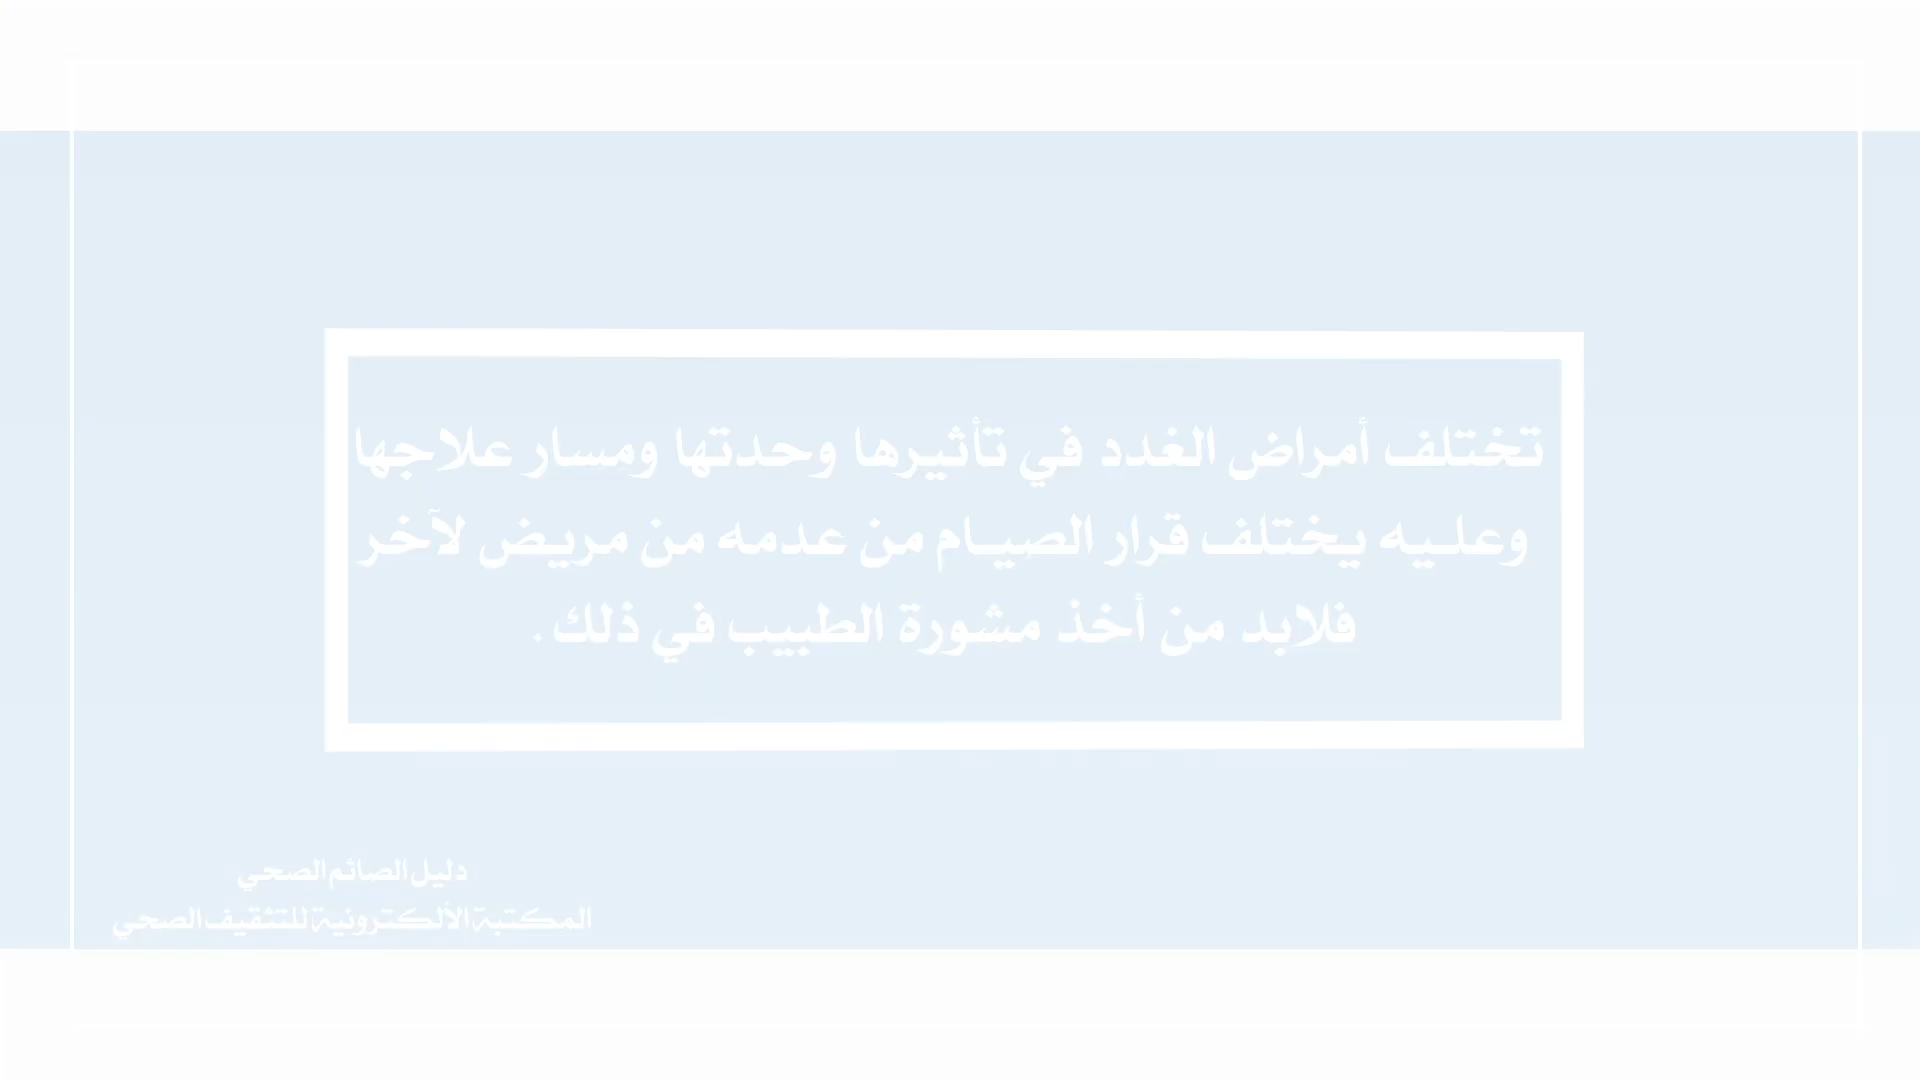 تختلف أمراض الغدد في تأثيرها وحدتها ومسار علاجها
وعليه يختلف قرار الصيام من عدمه من مريض لآخر
فلابد من أخذ مشورة الطبيب في ذلك .
دليل الصائم الصحي
المكتبة الألكترونية للتثقيف الصحي